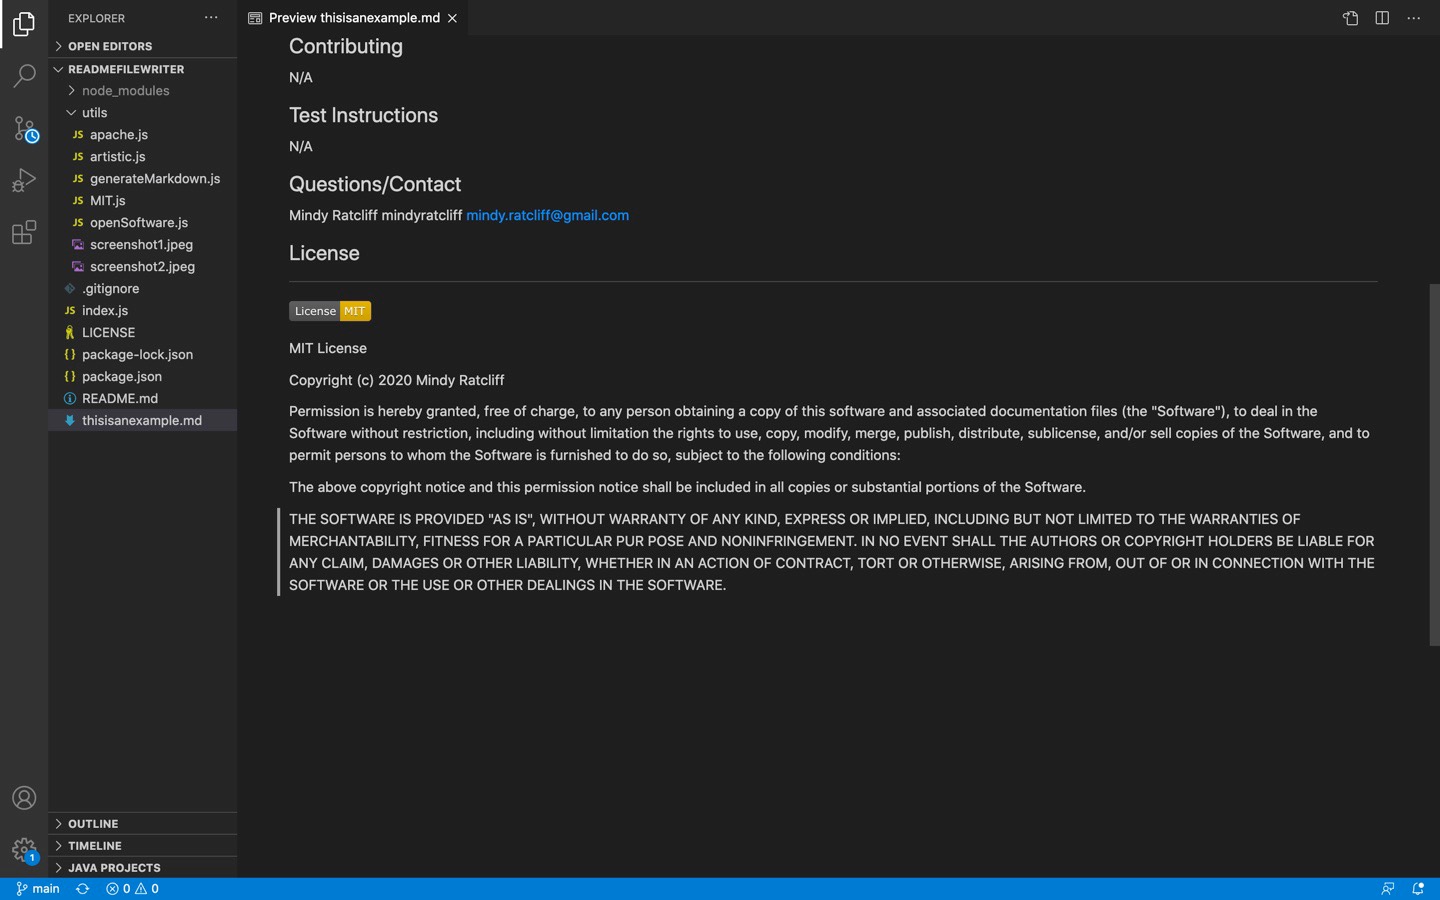 EXPLORER
OPEN EDITORS
READMEFILEWRITER
node_modules
utils
JS apache.js
JS artistic.js
JS generateMarkdown.js
JS MIT.js
JS openSoftware.js
screenshot1.jpeg
screenshot2.jpeg
.gitignore
JS index.js
LICENSE
{} package-lock.json
{} package.json
README.md
thisisanexample.md
OUTLINE
TIMELINE
JAVA PROJECTS
Preview thisisanexample.md
Contributing
N/A
Test Instructions
N/A
Questions/Contact
Mindy Ratcliff mindyratcliff mindy.ratcliff@gmail.com
License
License MIT
MIT License
Copyright (c) 2020 Mindy Ratcliff
Permission is hereby granted, free of charge, to any person obtaining a copy of this software and associated documentation files (the "Software"), to deal in the
Software without restriction, including without limitation the rights to use, copy, modify, merge, publish, distribute, sublicense, and/or sell copies of the Software, and to
permit persons to whom the Software is furnished to do so, subject to the following conditions:
The above copyright notice and this permission notice shall be included in all copies or substantial portions of the Software.
THE SOFTWARE IS PROVIDED "AS IS", WITHOUT WARRANTY OF ANY KIND, EXPRESS OR IMPLIED, INCLUDING BUT NOT LIMITED TO THE WARRANTIES OF
MERCHANTABILITY, FITNESS FOR A PARTICULAR PUR POSE AND NONINFRINGEMENT. IN NO EVENT SHALL THE AUTHORS OR COPYRIGHT HOLDERS BE LIABLE FOR
ANY CLAIM, DAMAGES OR OTHER LIABILITY, WHETHER IN AN ACTION OF CONTRACT, TORT OR OTHERWISE, ARISING FROM, OUT OF OR IN CONNECTION WITH THE
SOFTWARE OR THE USE OR OTHER DEALINGS IN THE SOFTWARE.
1
main 0 0